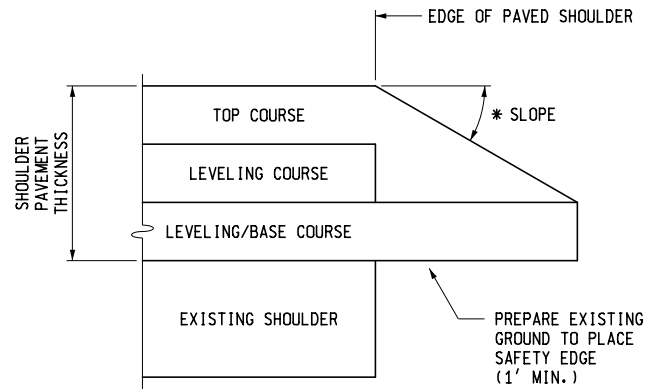 EDGE OF PAVED SHOULDER
TOP COURSE
* SLOPE
SHOULDER
PAVEMENT
THICKNESS
LEVELING COURSE
LEVELING/BASE COURSE
EXISTING SHOULDER
PREPARE EXISTING
GROUND TO PLACE
SAFETY EDGE
(1' MIN.)